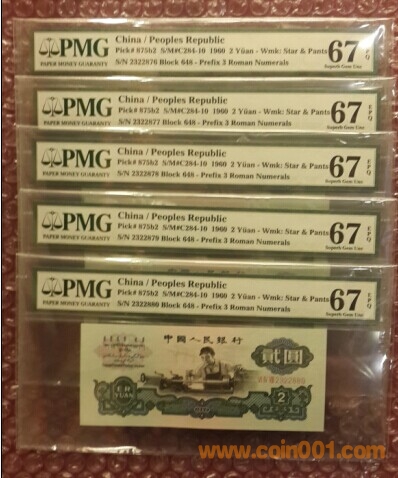 PMG
PAPER MONEY GUARANTY
China / Peoples Republic
Pick# 875b2 S/M#C284-10 1960 2 Yüan - Wmk: Star & Pants
S/N 2322876 Block 648 - Prefix 3 Roman Numerals
67 EPQ
Superb Gem Unc
PMG
PAPER MONEY GUARANTY
China / Peoples Republic
Pick# 875b2 S/M#C284-10 1960 2 Yüan - Wmk: Star & Pants
S/N 2322877 Block 648 - Prefix 3 Roman Numerals
67 EPQ
Superb Gem Unc
PMG
PAPER MONEY GUARANTY
China / Peoples Republic
Pick# 875b2 S/M#C284-10 1960 2 Yüan - Wmk: Star & Pants
S/N 2322878 Block 648 - Prefix 3 Roman Numerals
67 EPQ
Superb Gem Unc
PMG
PAPER MONEY GUARANTY
China / Peoples Republic
Pick# 875b2 S/M#C284-10 1960 2 Yüan - Wmk: Star & Pants
S/N 2322879 Block 648 - Prefix 3 Roman Numerals
67 EPQ
Superb Gem Unc
PMG
PAPER MONEY GUARANTY
China / Peoples Republic
Pick# 875b2 S/M#C284-10 1960 2 Yüan - Wmk: Star & Pants
S/N 2322880 Block 648 - Prefix 3 Roman Numerals
67 EPQ
Superb Gem Unc
中國人民銀行
貳圓
2322880
ER YUAN
2
1960
www.coin001.com